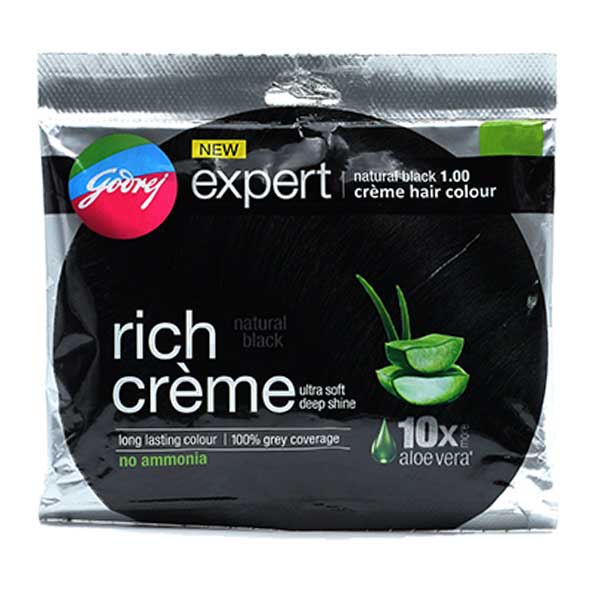 Godrej
NEW
expert
natural black 1.00
crème hair colour
natural
black
rich
crème
ultra soft
deep shine
long lasting colour | 100% grey coverage
no ammonia
10x more
aloe vera*